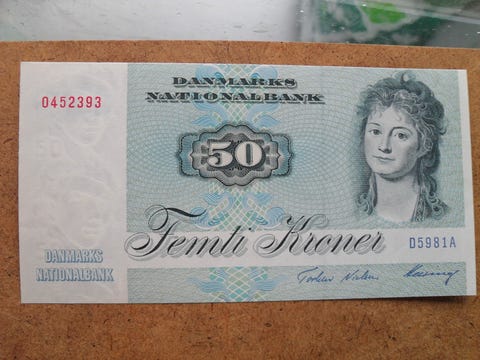 DANMARKS
NATIONALBANK
0452393
50
Femti Kroner
D5981A
DANMARKS
NATIONALBANK